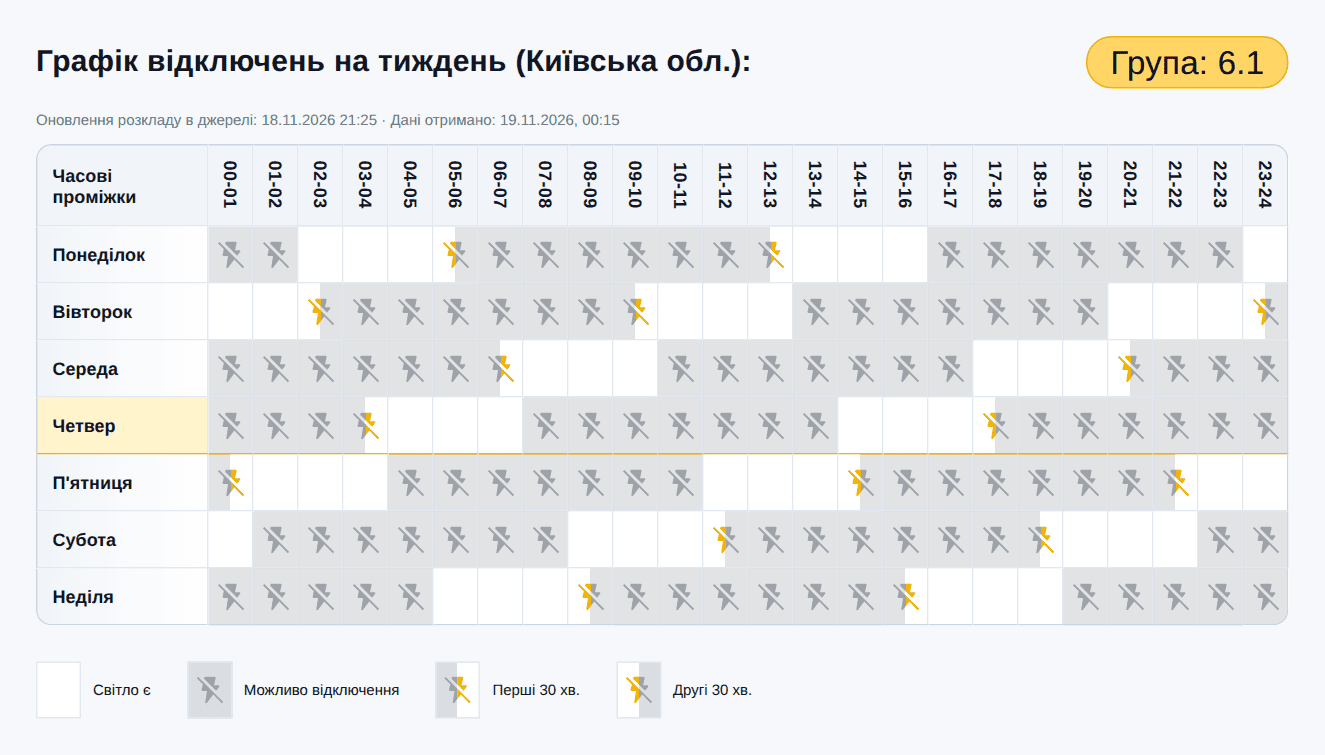 Графік відключень на тиждень (Київська обл.):
Група: 6.1
Оновлення розкладу в джерелі: 18.11.2026 21:25 · Дані отримано: 19.11.2026, 00:15
Часові
проміжки
00-01 01-02 02-03 03-04 04-05 05-06 06-07 07-08 08-09 09-10 10-11 11-12 12-13 13-14 14-15 15-16 16-17 17-18 18-19 19-20 20-21 21-22 22-23 23-24
Понеділок
Вівторок
Середа
Четвер
П'ятниця
Субота
Неділя
Світло є
Можливо відключення
Перші 30 хв.
Другі 30 хв.